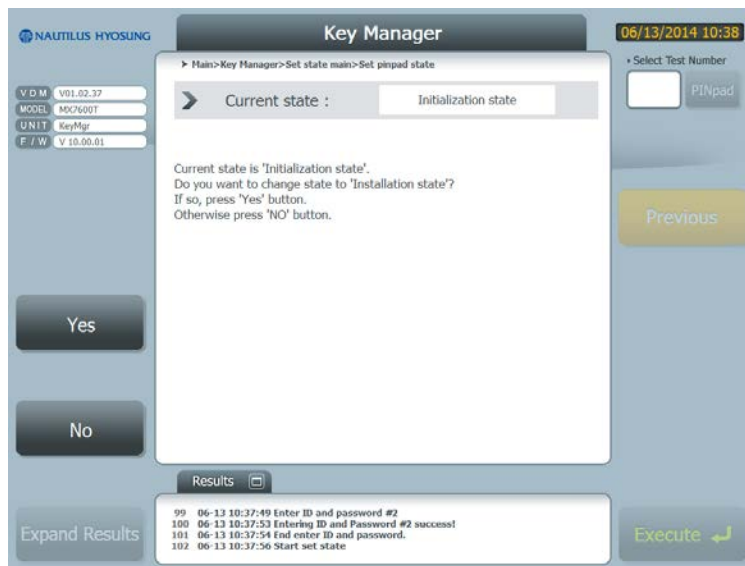 NAUTILUS HYOSUNG
Key Manager
06/13/2014 10:38
Main>Key Manager>Set state main>Set pinpad state
Select Test Number
V D M V01.02.37
MODEL MX7600T
UNIT KeyMgr
F / W V 10.00.01
Current state : Initialization state
PINpad
Current state is 'Initialization state'.
Do you want to change state to 'Installation state'?
If so, press 'Yes' button.
Otherwise press 'NO' button.
Previous
Yes
No
Results
99 06-13 10:37:49 Enter ID and password #2
100 06-13 10:37:53 Entering ID and Password #2 success!
101 06-13 10:37:54 End enter ID and password.
102 06-13 10:37:56 Start set state
Expand Results
Execute